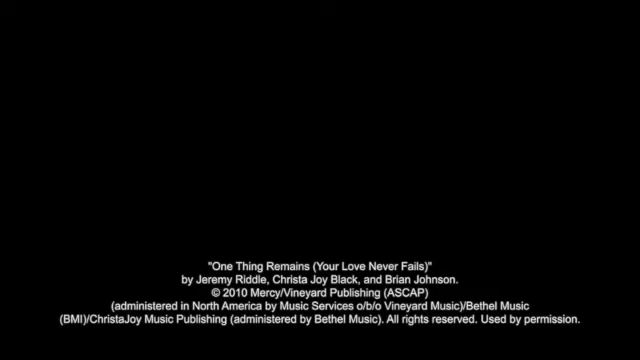 "One Thing Remains (Your Love Never Fails)"
by Jeremy Riddle, Christa Joy Black, and Brian Johnson.
© 2010 Mercy/Vineyard Publishing (ASCAP)
(administered in North America by Music Services o/b/o Vineyard Music)/Bethel Music
(BMI)/ChristaJoy Music Publishing (administered by Bethel Music). All rights reserved. Used by permission.